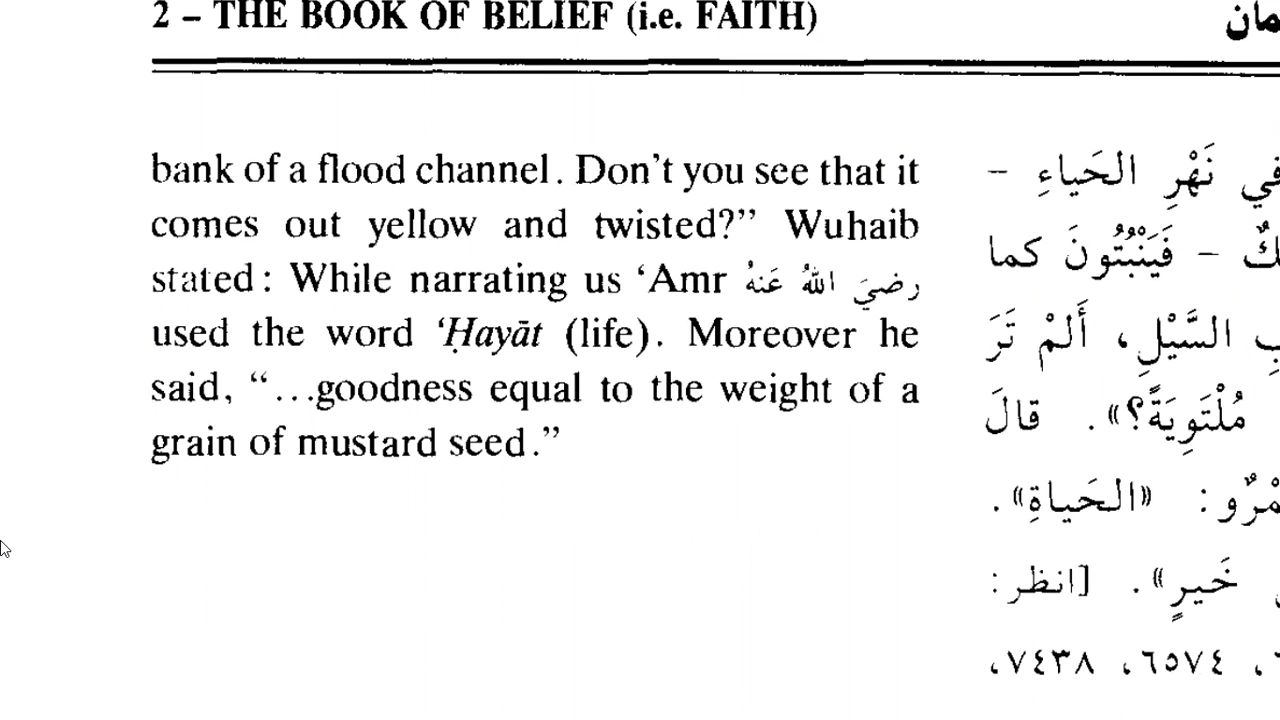 2 – THE BOOK OF BELIEF (i.e. FAITH)
bank of a flood channel. Don’t you see that it
comes out yellow and twisted?” Wuhaib
stated: While narrating us ‘Amr رضيَ اللهُ عَنهُ
used the word ‘Ḥayāt (life). Moreover he
said, “...goodness equal to the weight of a
grain of mustard seed.”
في نَهْرِ الحَياءِ –
– فَيَنْبُتُونَ كما
السَّيْلِ، أَلمْ تَرَ
مُلْتَوِيَةً؟». قالَ
: «الحَياةِ».
خَيرٍ». [انظر:
، ٦٥٧٤، ٧٤٣٨،